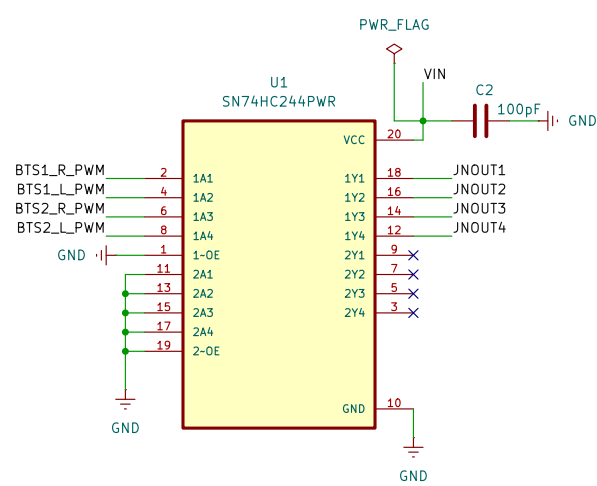 PWR_FLAG
VIN
U1
SN74HC244PWR
C2
100pF
GND
VCC
20
BTS1_R_PWM
2
1A1
1Y1
18
JNOUT1
BTS1_L_PWM
4
1A2
1Y2
16
JNOUT2
BTS2_R_PWM
6
1A3
1Y3
14
JNOUT3
BTS2_L_PWM
8
1A4
1Y4
12
JNOUT4
GND
1
1~OE
2Y1
9
11
2A1
2Y2
7
13
2A2
2Y3
5
15
2A3
2Y4
3
17
2A4
19
2~OE
GND
10
GND
GND